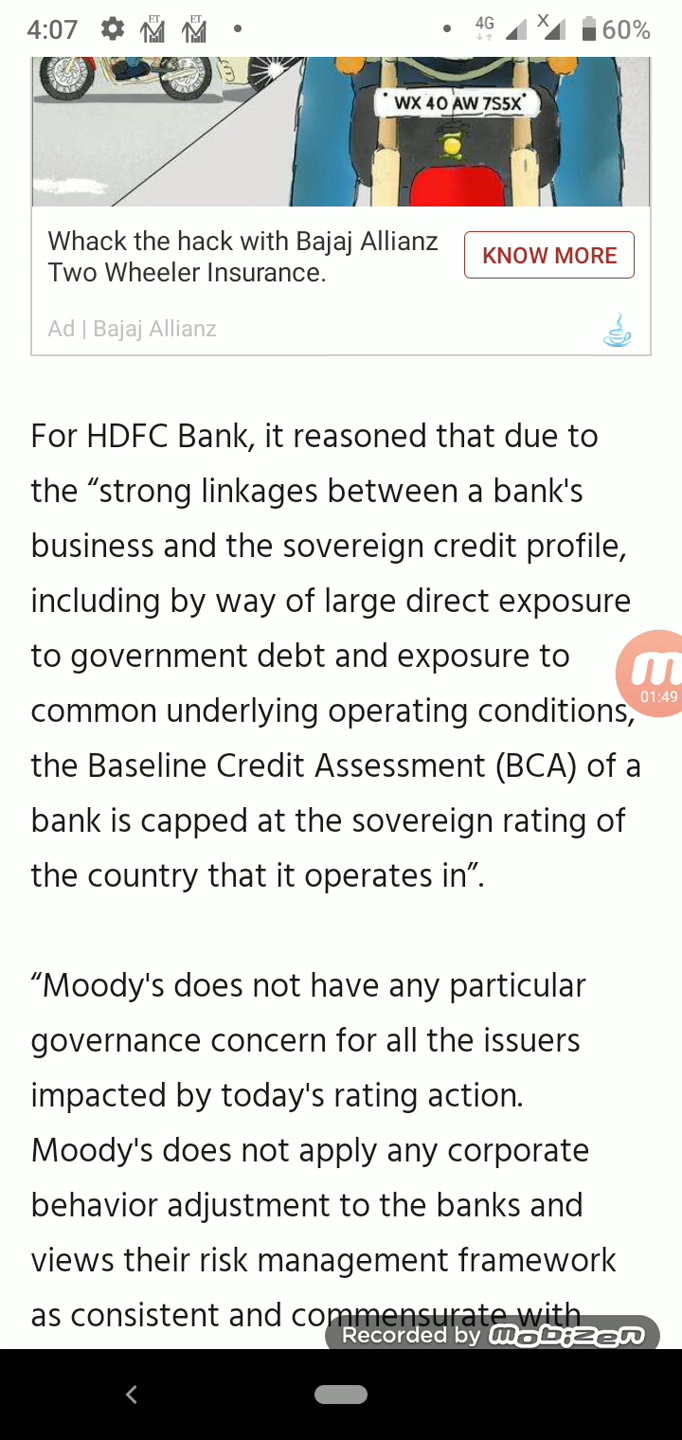 4:07 ET ET 4G X 60%
WX 40 AW 7S5X
Whack the hack with Bajaj Allianz
Two Wheeler Insurance.
KNOW MORE
Ad | Bajaj Allianz
For HDFC Bank, it reasoned that due to
the “strong linkages between a bank's
business and the sovereign credit profile,
including by way of large direct exposure
to government debt and exposure to
common underlying operating conditions,
the Baseline Credit Assessment (BCA) of a
bank is capped at the sovereign rating of
the country that it operates in”.
m
01:49
“Moody's does not have any particular
governance concern for all the issuers
impacted by today's rating action.
Moody's does not apply any corporate
behavior adjustment to the banks and
views their risk management framework
as consistent and commensurate with
Recorded by mobizen